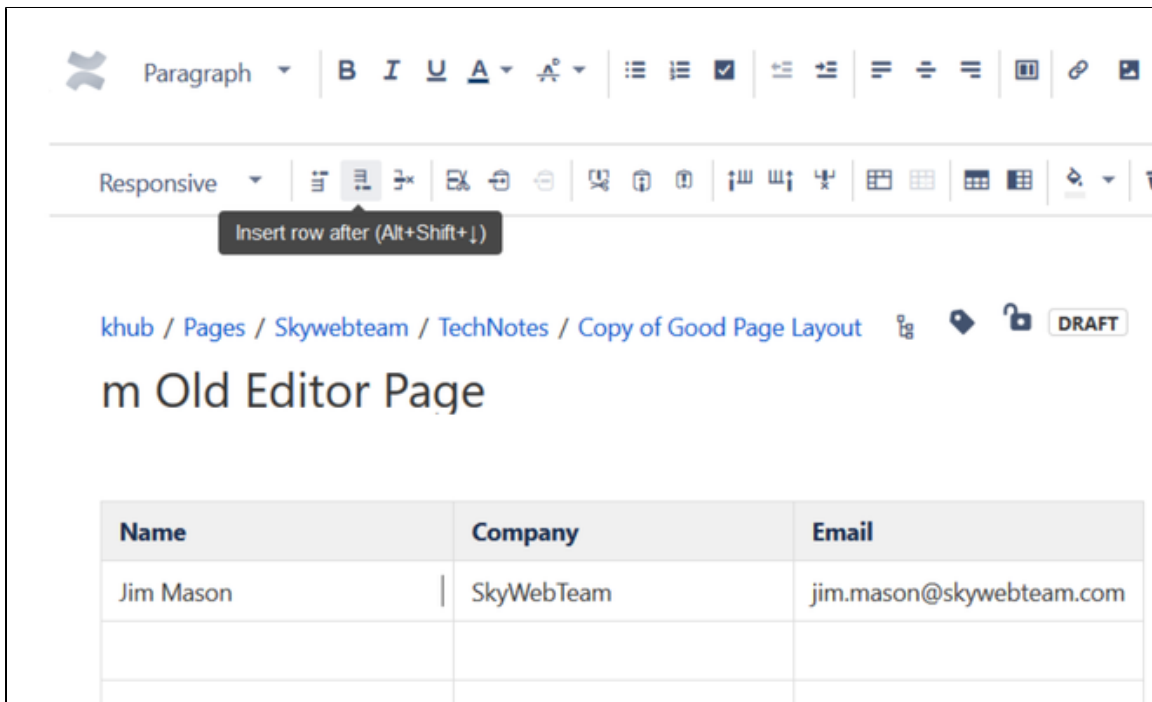 Paragraph B I U A
Responsive
Insert row after (Alt+Shift+↓)
khub / Pages / Skywebteam / TechNotes / Copy of Good Page Layout DRAFT
m Old Editor Page
Name Company Email
Jim Mason SkyWebTeam jim.mason@skywebteam.com